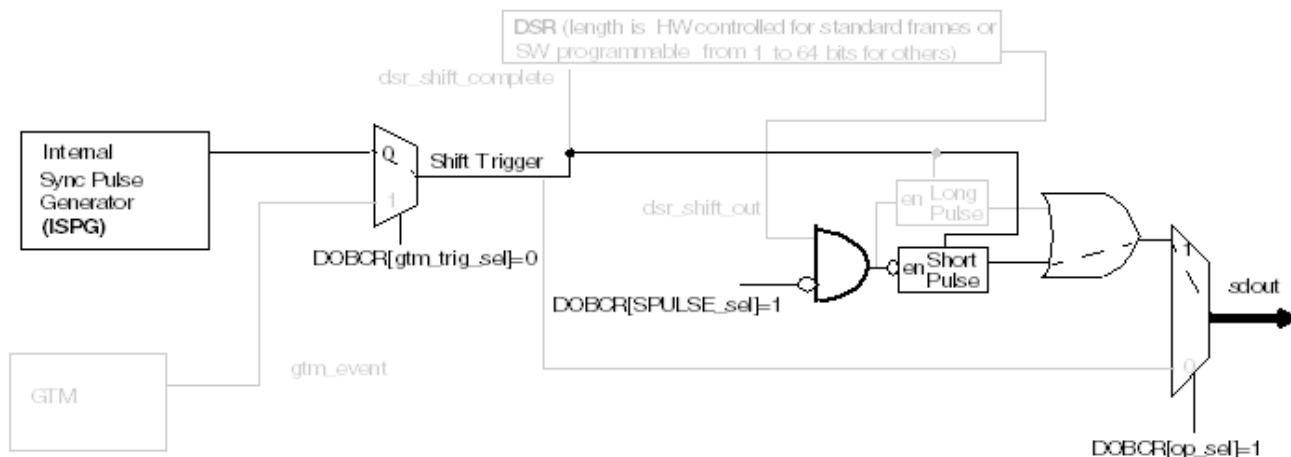 DSR (length is HW controlled for standard frames or
SW programmable from 1 to 64 bits for others)
dsr_shift_complete
Internal
Sync Pulse
Generator
(ISPG)
0
1
Shift Trigger
DOBCR[gtm_trig_sel]=0
dsr_shift_out
en Long
Pulse
en Short
Pulse
DOBCR[SPULSE_sel]=1
1
0
sdout
GTM
gtm_event
DOBCR[op_sel]=1